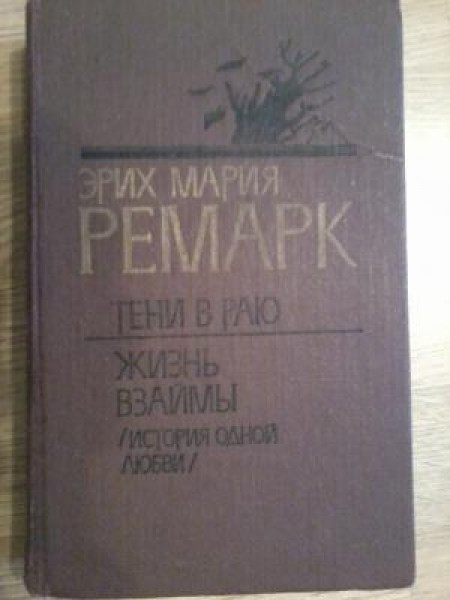 ЭРИХ МАРИЯ
РЕМАРК
ТЕНИ В РАЮ
ЖИЗНЬ
ВЗАЙМЫ
/ИСТОРИЯ ОДНОЙ
ЛЮБВИ/